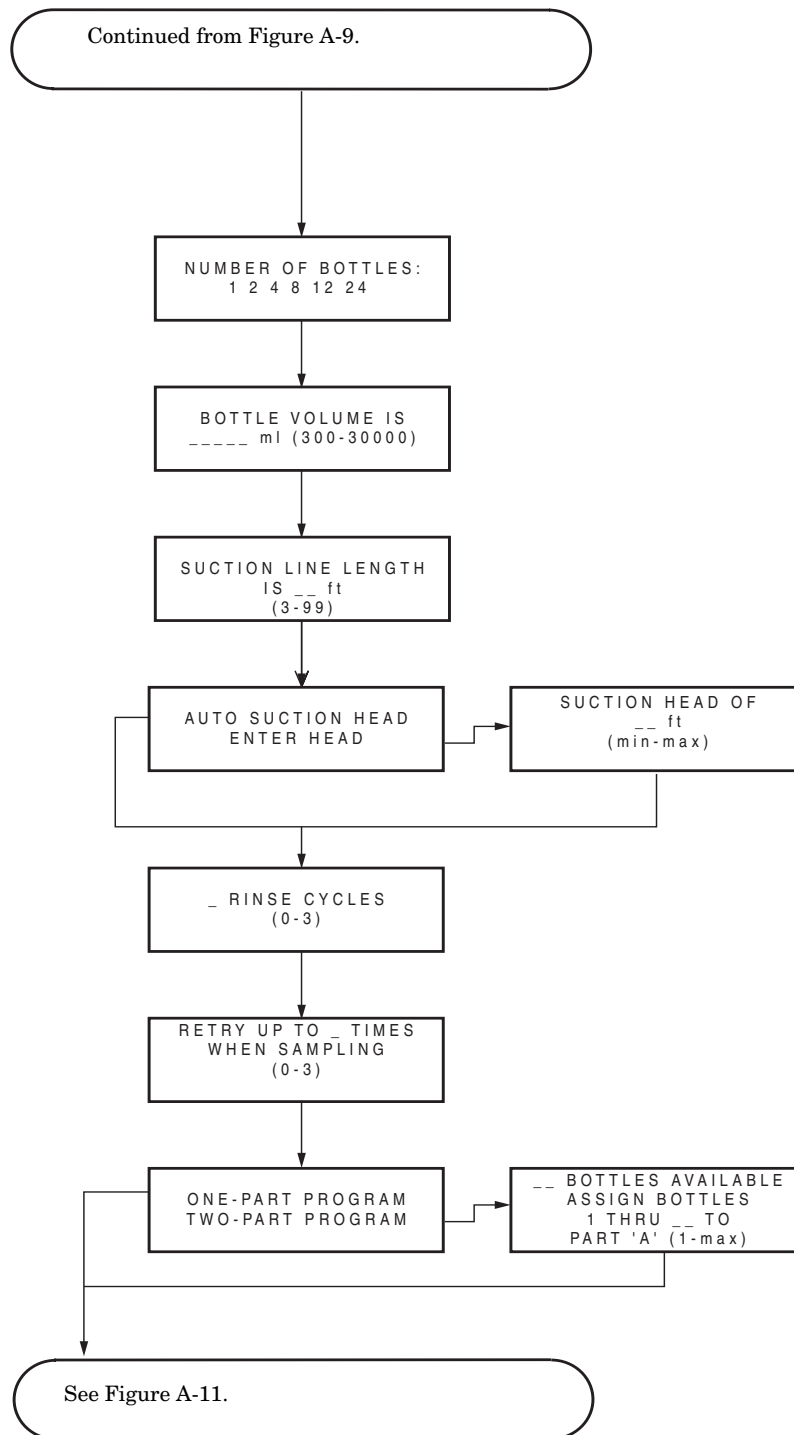 Continued from Figure A-9.
NUMBER OF BOTTLES:
1 2 4 8 12 24
BOTTLE VOLUME IS
_____ ml (300-30000)
SUCTION LINE LENGTH
IS __ ft
(3-99)
AUTO SUCTION HEAD
ENTER HEAD
SUCTION HEAD OF
__ ft
(min-max)
_ RINSE CYCLES
(0-3)
RETRY UP TO _ TIMES
WHEN SAMPLING
(0-3)
ONE-PART PROGRAM
TWO-PART PROGRAM
__ BOTTLES AVAILABLE
ASSIGN BOTTLES
1 THRU __ TO
PART 'A' (1-max)
See Figure A-11.